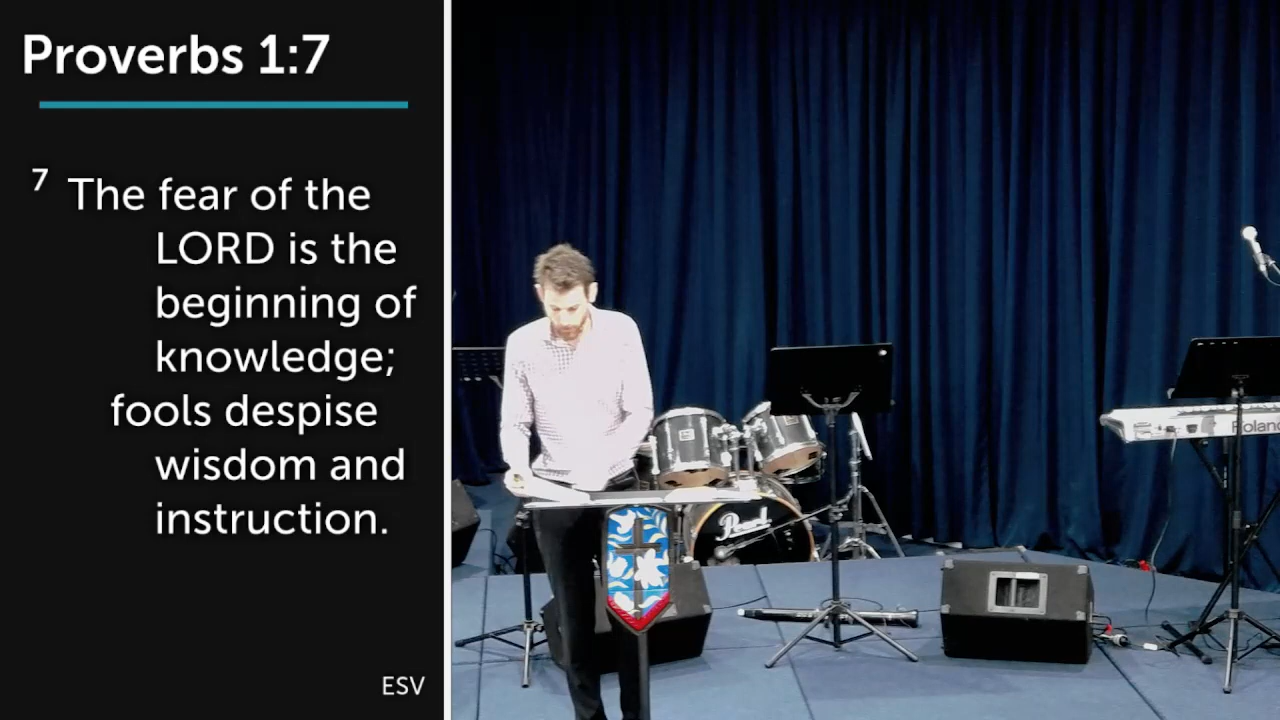 Proverbs 1:7
7 The fear of the
LORD is the
beginning of
knowledge;
fools despise
wisdom and
instruction.
ESV
Pearl
Roland